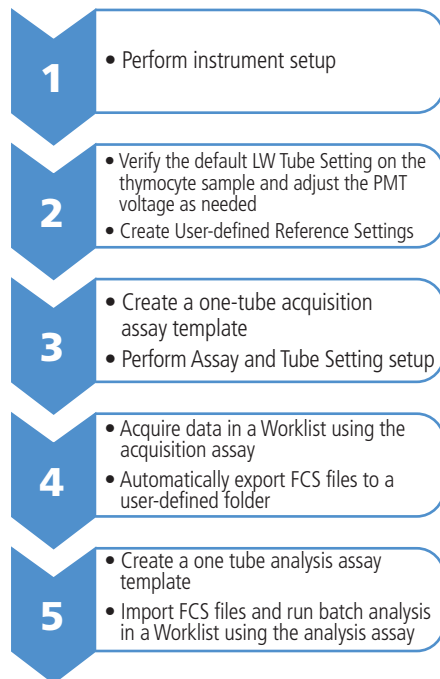 1
• Perform instrument setup
2
• Verify the default LW Tube Setting on the
thymocyte sample and adjust the PMT
voltage as needed
• Create User-defined Reference Settings
3
• Create a one-tube acquisition
assay template
• Perform Assay and Tube Setting setup
4
• Acquire data in a Worklist using the
acquisition assay
• Automatically export FCS files to a
user-defined folder
5
• Create a one tube analysis assay
template
• Import FCS files and run batch analysis
in a Worklist using the analysis assay